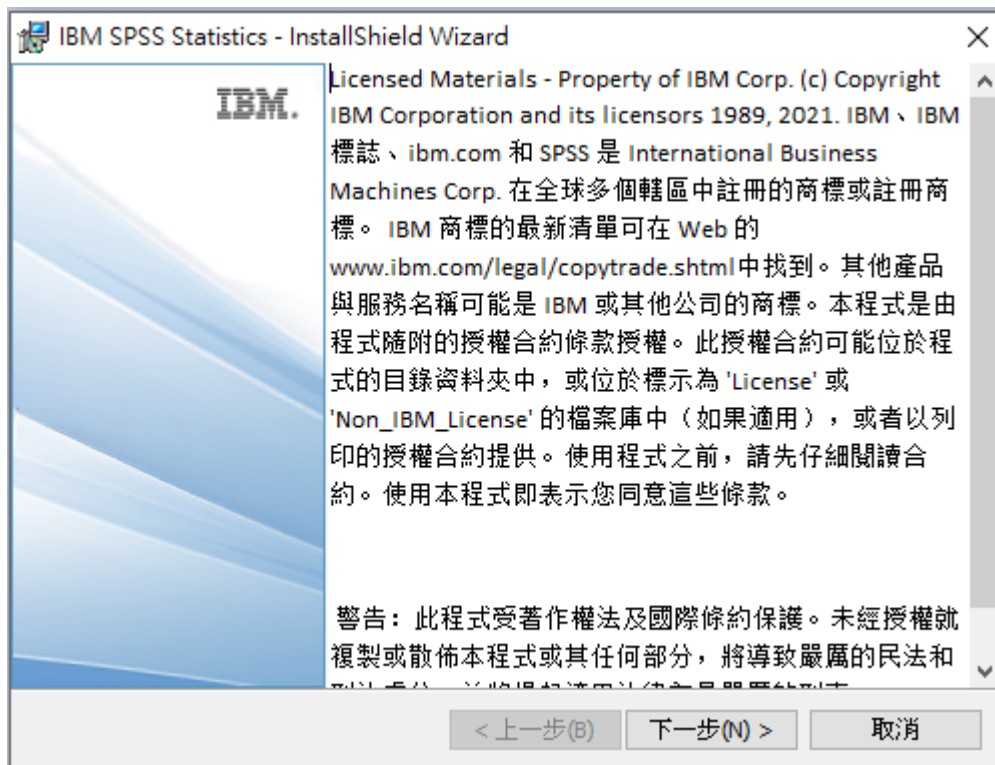 IBM SPSS Statistics - InstallShield Wizard
IBM.
Licensed Materials - Property of IBM Corp. (c) Copyright
IBM Corporation and its licensors 1989, 2021. IBM、IBM
標誌、ibm.com 和 SPSS 是 International Business
Machines Corp. 在全球多個轄區中註冊的商標或註冊商
標。 IBM 商標的最新清單可在 Web 的
www.ibm.com/legal/copytrade.shtml中找到。其他產品
與服務名稱可能是 IBM 或其他公司的商標。本程式是由
程式隨附的授權合約條款授權。此授權合約可能位於程
式的目錄資料夾中，或位於標示為 'License' 或
'Non_IBM_License' 的檔案庫中（如果適用），或者以列
印的授權合約提供。使用程式之前，請先仔細閱讀合
約。使用本程式即表示您同意這些條款。
警告：此程式受著作權法及國際條約保護。未經授權就
複製或散佈本程式或其任何部分，將導致嚴厲的民法和
< 上一步(B)
下一步(N) >
取消